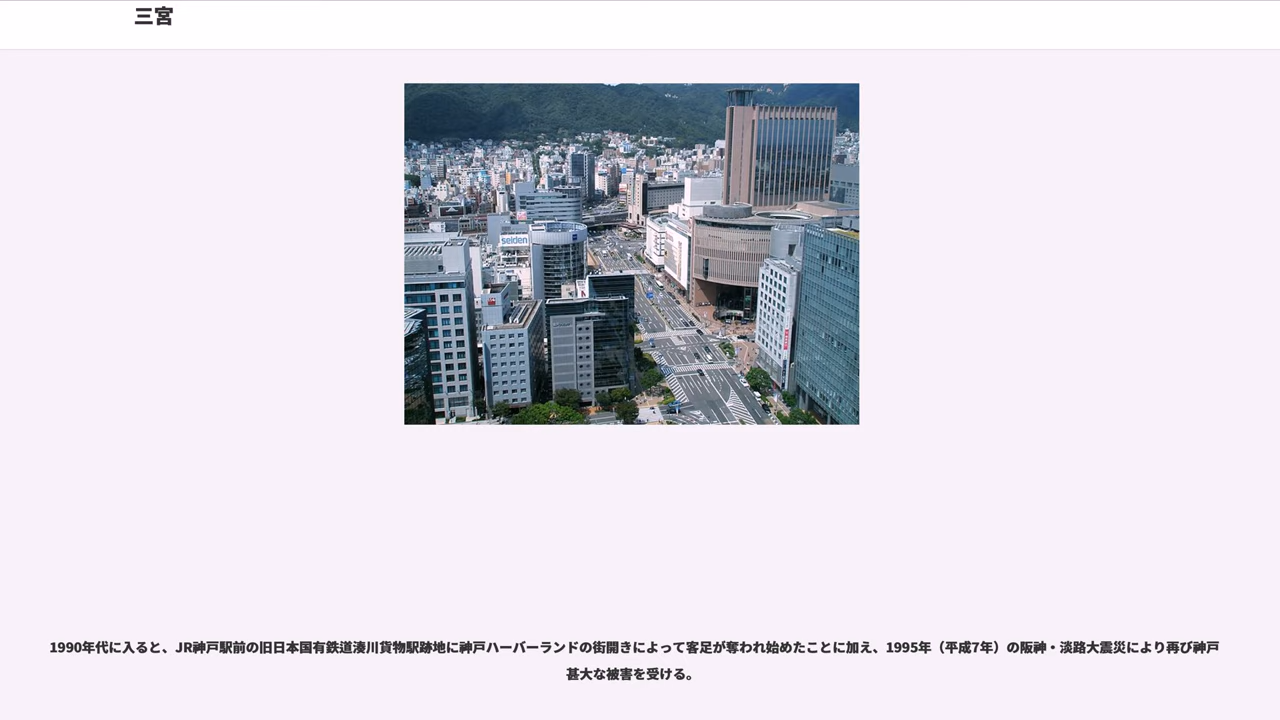 三宮
seiden
1990年代に入ると、JR神戸駅前の旧日本国有鉄道湊川貨物駅跡地に神戸ハーバーランドの街開きによって客足が奪われ始めたことに加え、1995年（平成7年）の阪神・淡路大震災により再び神戸
甚大な被害を受ける。